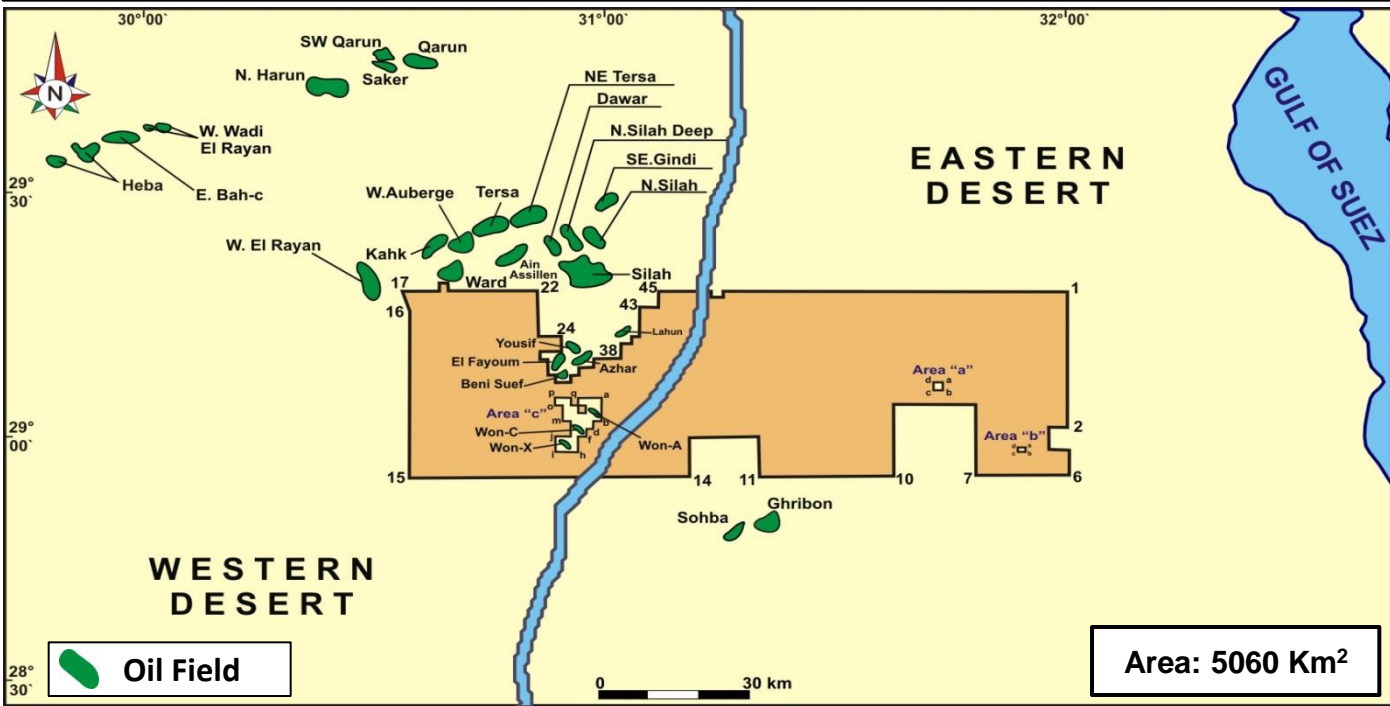 30°00`
31°00`
32°00`
SW Qarun
Qarun
N. Harun
Saker
NE Tersa
Dawar
N
W. Wadi
El Rayan
N.Silah Deep
Heba
E. Bah-c
SE.Gindi
N.Silah
29°
30`
W.Auberge
Tersa
W. El Rayan
Kahk
Ain
Assillen
Silah
Ward
EASTERN
DESERT
GULF OF SUEZ
17
16
22
45
43
1
24
Lahun
Yousif
38
El Fayoum
Azhar
Beni Suef
Area "a"
d a
c b
p q a
o
Area "c"
m b
Won-C
d
j f
Won-X
Won-A
l h
29°
00`
2
Area "b"
d a
c b
15
14
11
10
7
6
Sohba
Ghribon
WESTERN
DESERT
28°
30`
Oil Field
0 30 km
Area: 5060 Km²